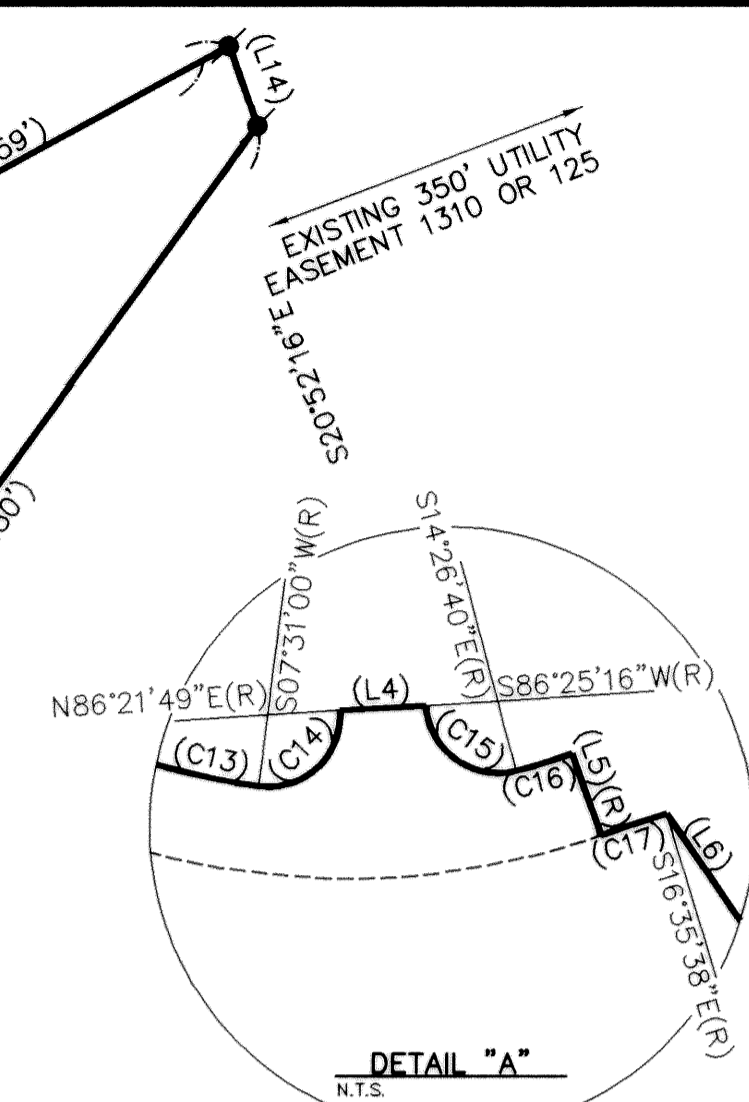 (L14)
EXISTING 350' UTILITY
EASEMENT 1310 OR 125
S20°52'16"E
S07°31'00"W(R)
S14°26'40"E(R)
N86°21'49"E(R)
(L4)
S86°25'16"W(R)
(C13)
(C14)
(C15)
(C16)
(L5)(R)
(C17)
(L6)
S16°35'38"E(R)
DETAIL "A"
N.T.S.